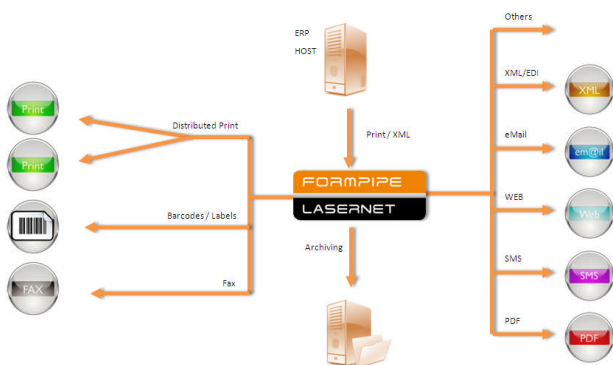 Others
ERP
HOST
XML/EDI
XML
Print
Distributed Print
Print / XML
eMail
em@il
Print
FORMPIPE
LASERNET
WEB
Web
Barcodes / Labels
Archiving
SMS
SMS
Fax
FAX
PDF
PDF